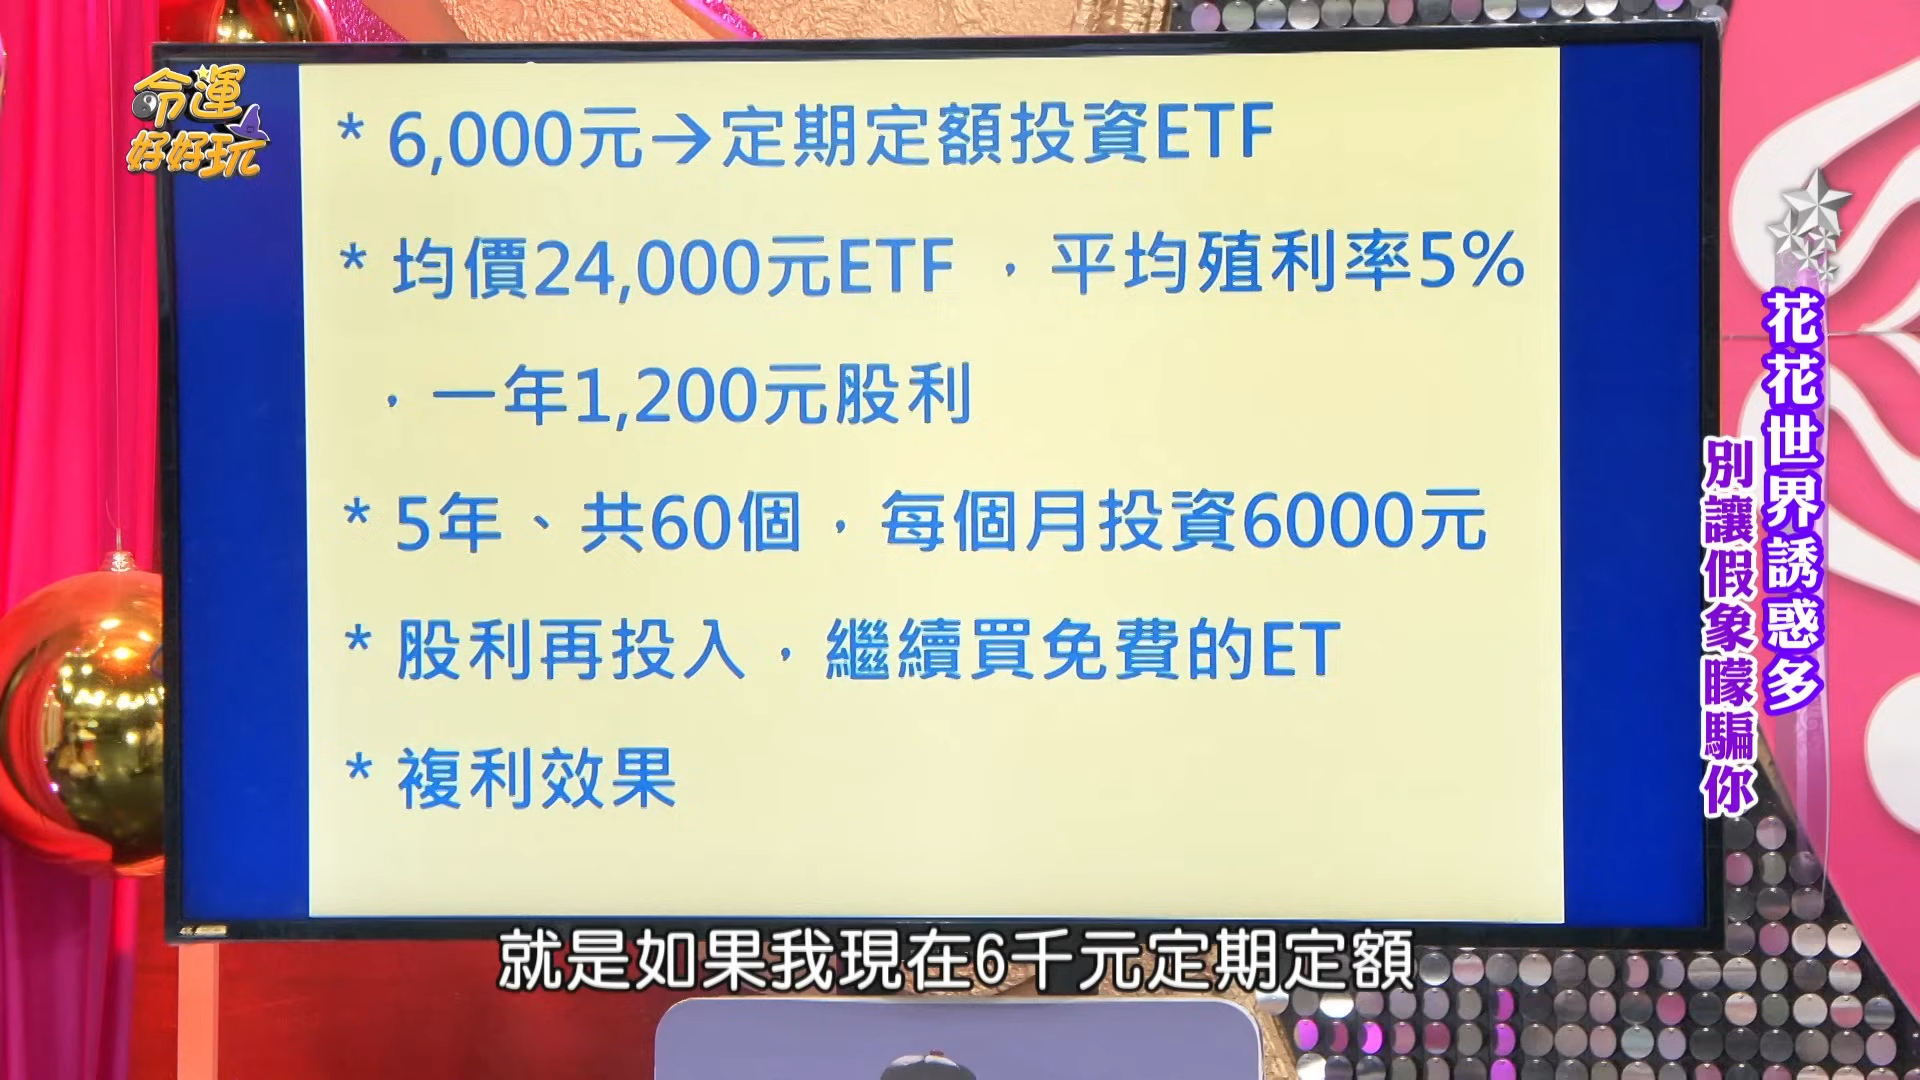 命運
好好玩
* 6,000元→定期定額投資ETF
* 均價24,000元ETF ，平均殖利率5%
，一年1,200元股利
* 5年、共60個，每個月投資6000元
* 股利再投入，繼續買免費的ET
* 複利效果
花花世界誘惑多
別讓假象矇騙你
就是如果我現在6千元定期定額